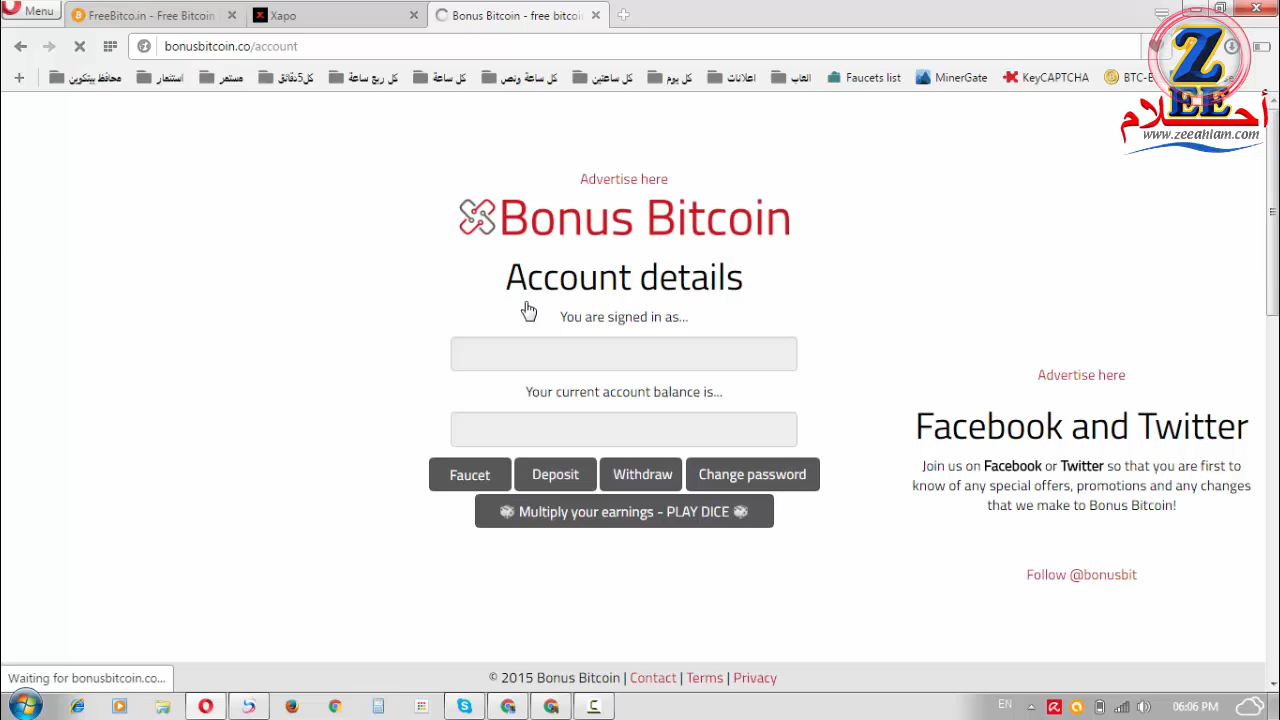 Menu
FreeBitco.in - Free Bitcoin
Xapo
Bonus Bitcoin - free bitcoi
bonusbitcoin.co/account
محافظ بيتكوين
استثمار
مستعر
كل5دقائق
كل ربع ساعة
كل ساعة
كل ساعة ونص
كل ساعتين
كل يوم
اعلانات
العاب
Faucets list
MinerGate
KeyCAPTCHA
Z
EE
أحلام
www.zeeahlam.com
Advertise here
Bonus Bitcoin
Account details
You are signed in as...
Your current account balance is...
Faucet
Deposit
Withdraw
Change password
Multiply your earnings - PLAY DICE
Advertise here
Facebook and Twitter
Join us on Facebook or Twitter so that you are first to
know of any special offers, promotions and any changes
that we make to Bonus Bitcoin!
Follow @bonusbit
Waiting for bonusbitcoin.co...
© 2015 Bonus Bitcoin | Contact | Terms | Privacy
EN
06:06 PM